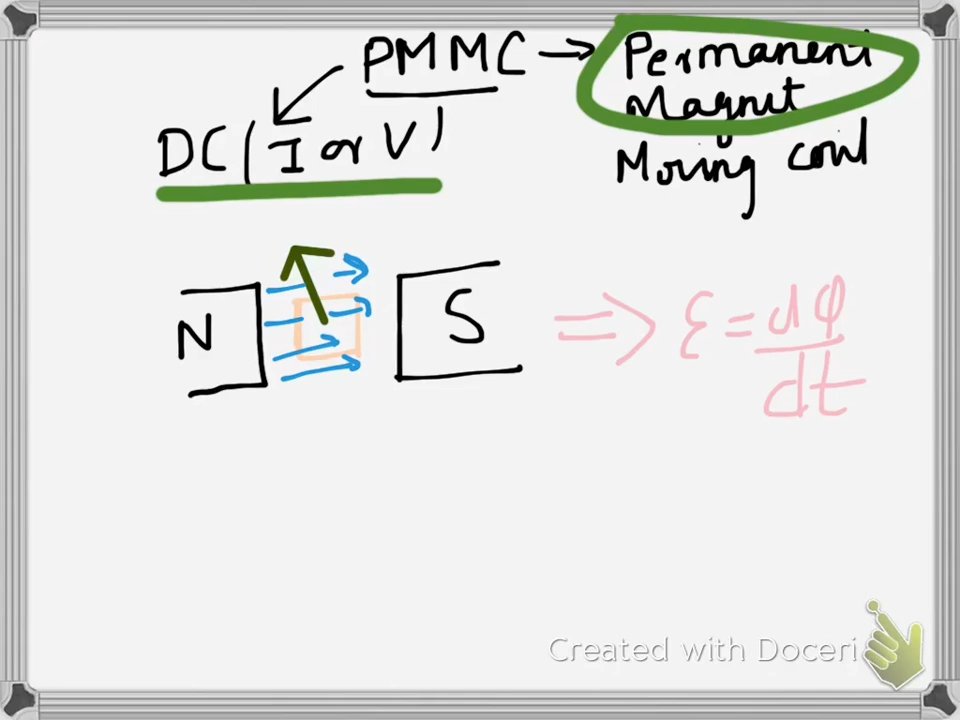 PMMC → Permanent
Magnet
Moving coil
DC (I or V)
N
S
⇒ ε = dφ/dt
Created with Doceri